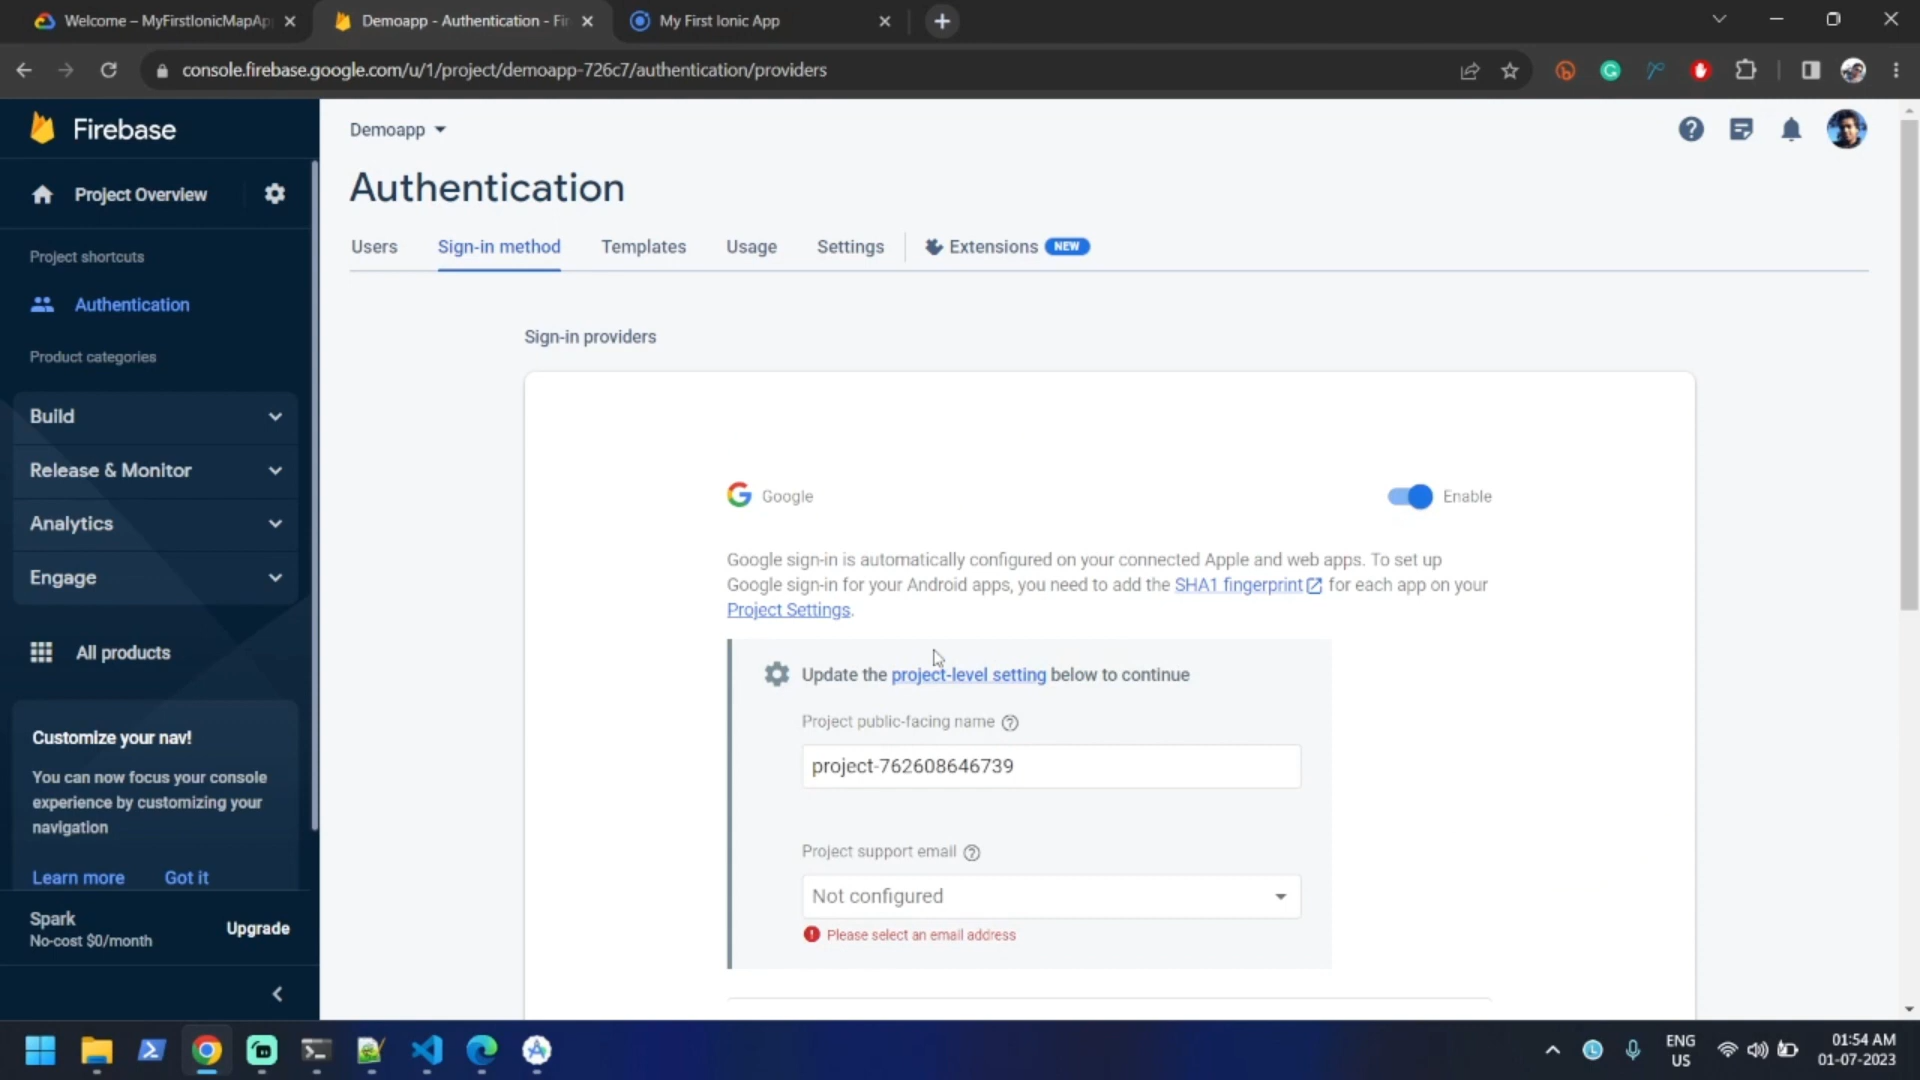 Welcome – MyFirstIonicMapAp
Demoapp - Authentication - Fir
My First Ionic App
console.firebase.google.com/u/1/project/demoapp-726c7/authentication/providers
Firebase
Project Overview
Project shortcuts
Authentication
Product categories
Build
Release & Monitor
Analytics
Engage
All products
Customize your nav!
You can now focus your console
experience by customizing your
navigation
Learn more Got it
Spark
No-cost $0/month
Upgrade
Demoapp
Authentication
Users Sign-in method Templates Usage Settings Extensions NEW
Sign-in providers
Google
Enable
Google sign-in is automatically configured on your connected Apple and web apps. To set up
Google sign-in for your Android apps, you need to add the SHA1 fingerprint for each app on your
Project Settings.
Update the project-level setting below to continue
Project public-facing name
project-762608646739
Project support email
Not configured
Please select an email address
ENG
US
01:54 AM
01-07-2023